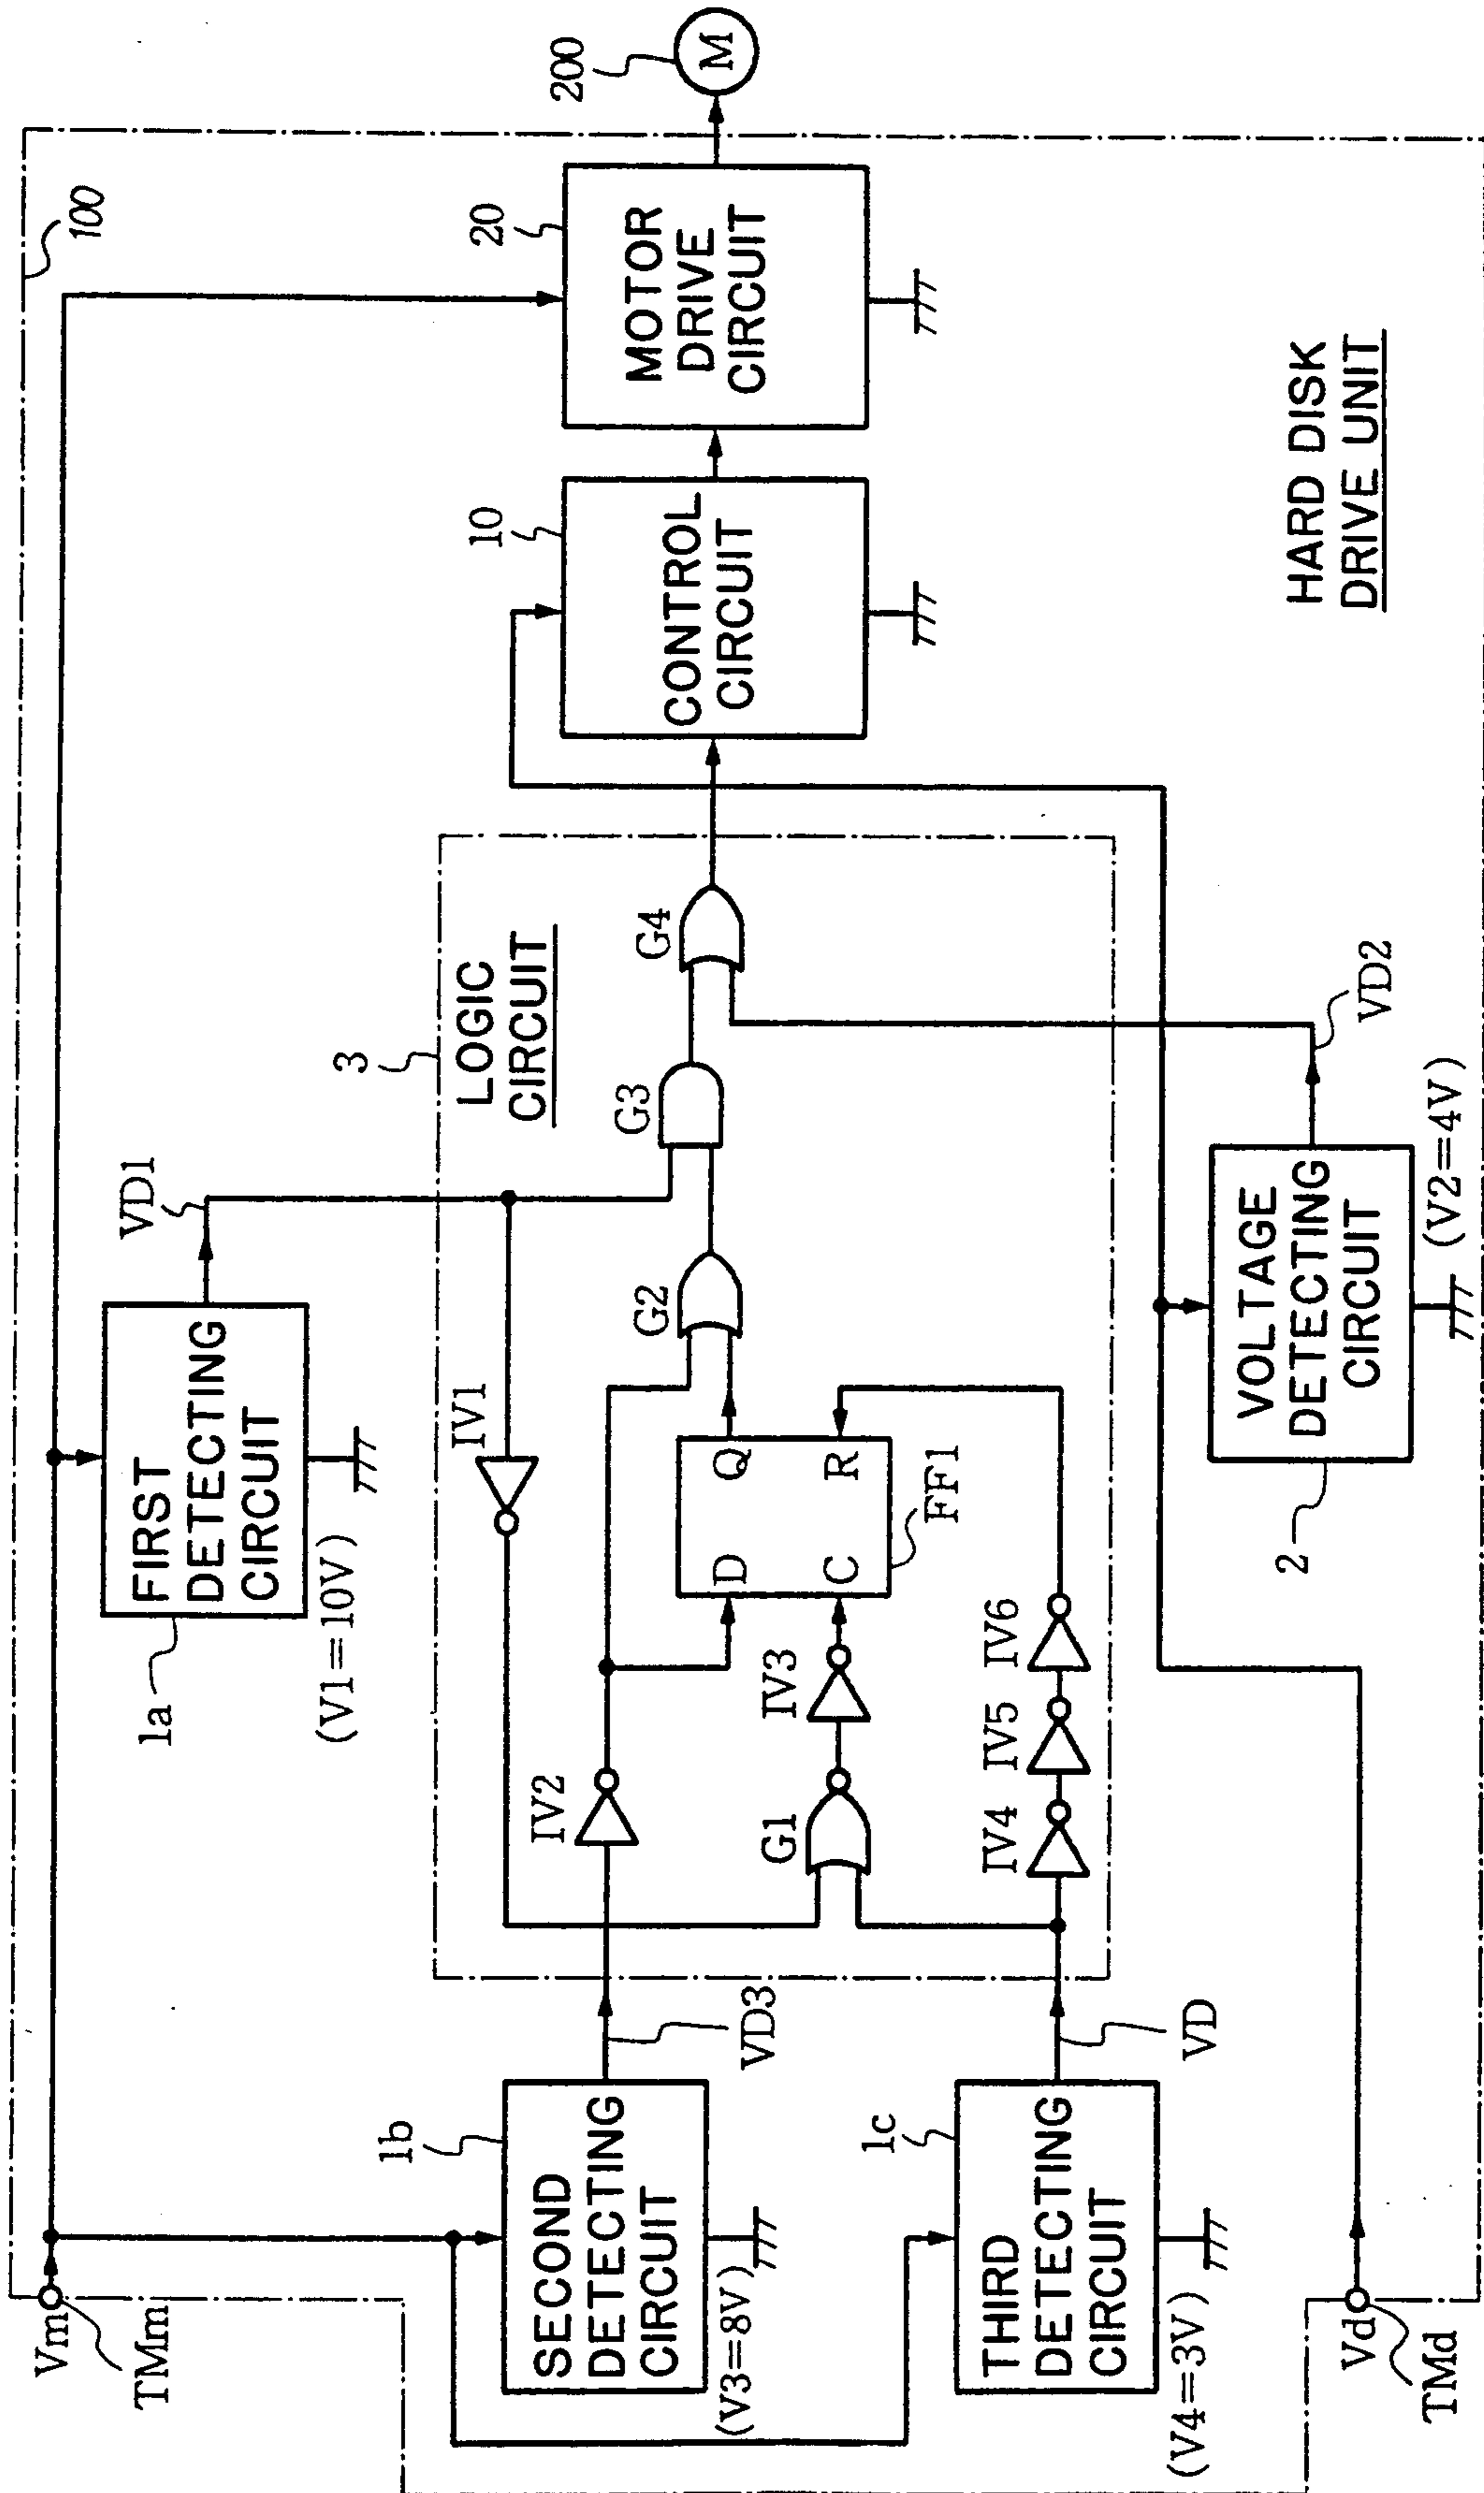 100
200
M
20
MOTOR
DRIVE
CIRCUIT
10
CONTROL
CIRCUIT
HARD DISK
DRIVE UNIT
3
LOGIC
CIRCUIT
VD1
FIRST
DETECTING
CIRCUIT
1a
(V1=10V)
IV1
G4
G3
G2
IV2
D
Q
C
R
FF1
G1
IV3
IV4
IV5
IV6
VD2
VOLTAGE
DETECTING
CIRCUIT
(V2=4V)
2
Vm
TMm
1b
SECOND
DETECTING
CIRCUIT
(V3=8V)
VD3
1c
THIRD
DETECTING
CIRCUIT
(V4=3V)
VD
Vd
TMd